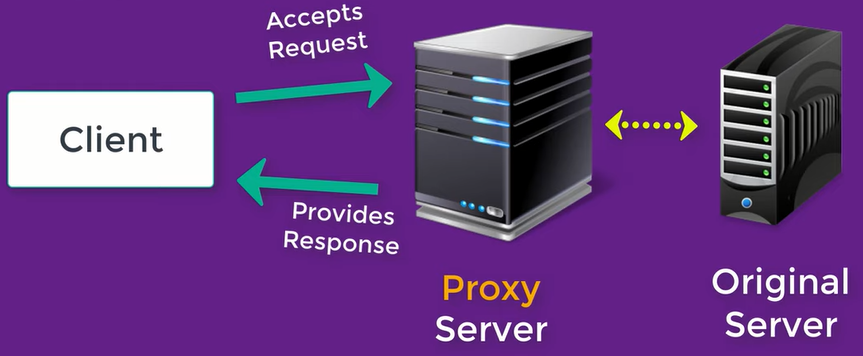 Accepts
Request
Client
Provides
Response
Proxy
Server
Original
Server